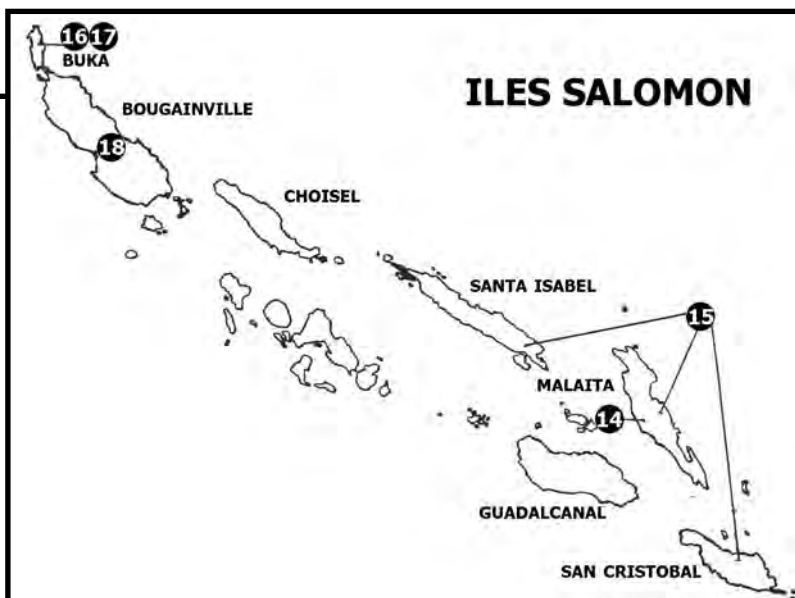 16 17
BUKA
ILES SALOMON
BOUGAINVILLE
18
CHOISEL
SANTA ISABEL
15
MALAITA
14
GUADALCANAL
SAN CRISTOBAL